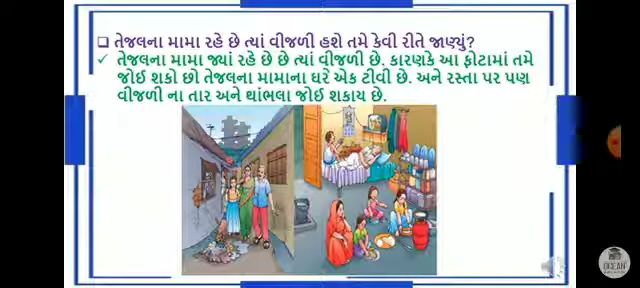 તેજલના મામા રહે છે ત્યાં વીજળી હશે તમે કેવી રીતે જાણ્યું?
તેજલના મામા જ્યાં રહે છે છે ત્યાં વીજળી છે. કારણકે આ ફોટામાં તમે
જોઈ શકો છો તેજલના મામાના ઘરે એક ટીવી છે. અને રસ્તા પર પણ
વીજળી ના તાર અને થાંભલા જોઈ શકાય છે.